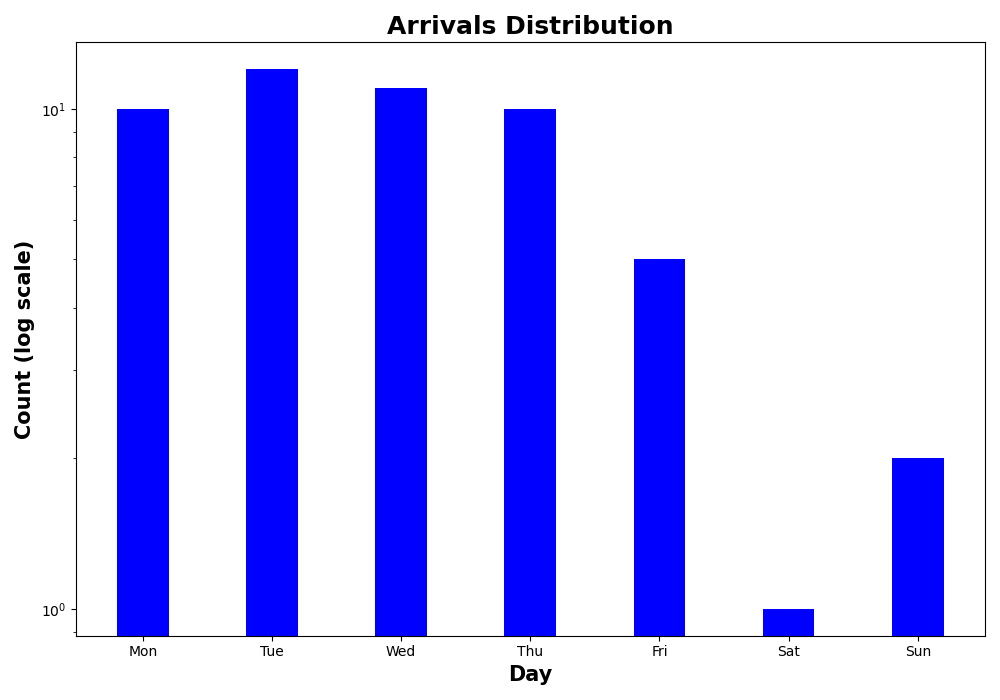 Arrivals Distribution
Count (log scale)
10¹
10⁰
Mon Tue Wed Thu Fri Sat Sun
Day